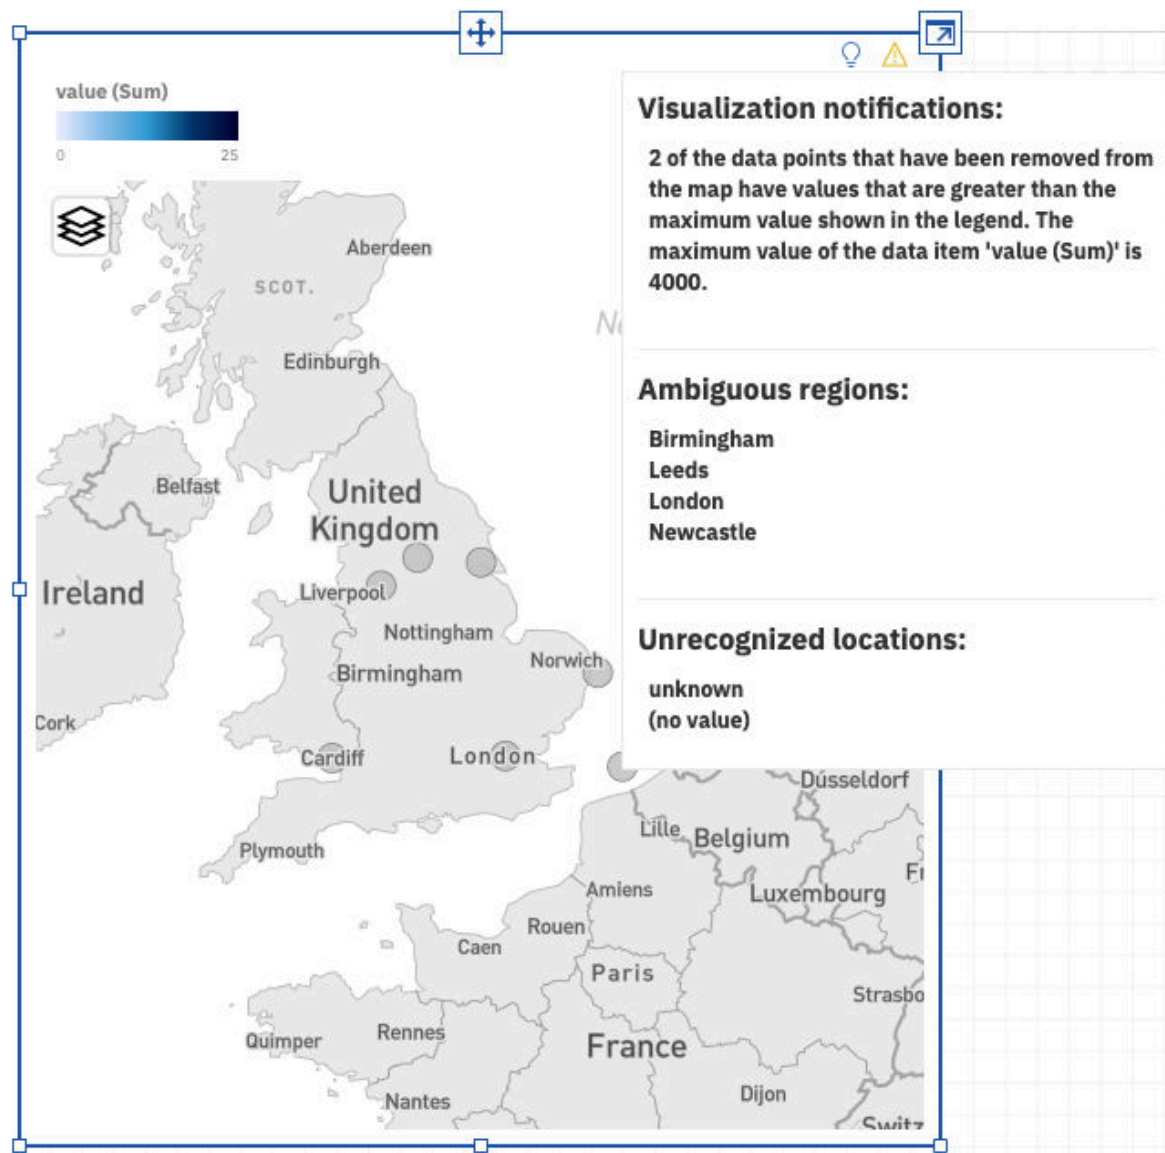 value (Sum)
0
25
Visualization notifications:
2 of the data points that have been removed from
the map have values that are greater than the
maximum value shown in the legend. The
maximum value of the data item 'value (Sum)' is
4000.
Ambiguous regions:
Birmingham
Leeds
London
Newcastle
Unrecognized locations:
unknown
(no value)
Aberdeen
SCOT.
Edinburgh
Belfast
United
Kingdom
Ireland
Liverpool
Nottingham
Norwich
Birmingham
Cork
Cardiff
London
Dusseldorf
Lille
Belgium
Plymouth
Amiens
Luxembourg
Rouen
Caen
Paris
Strasbo
Quimper
Rennes
France
Nantes
Dijon
Switz